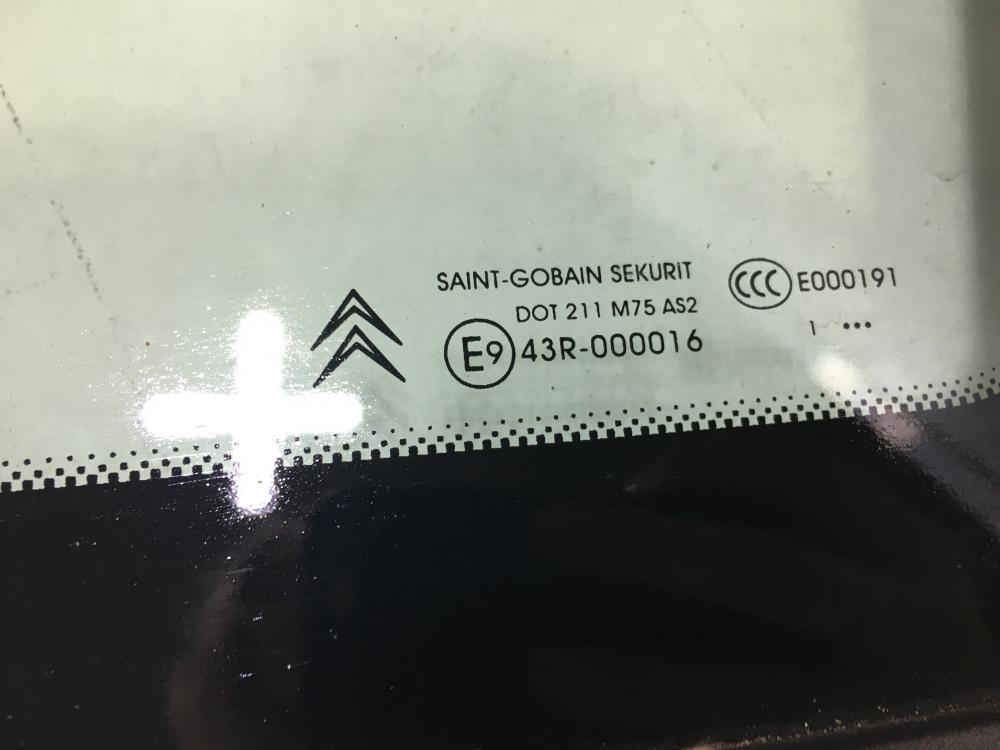 SAINT-GOBAIN SEKURIT
DOT 211 M75 AS2
E9 43R-000016
CCC E000191
1 •••